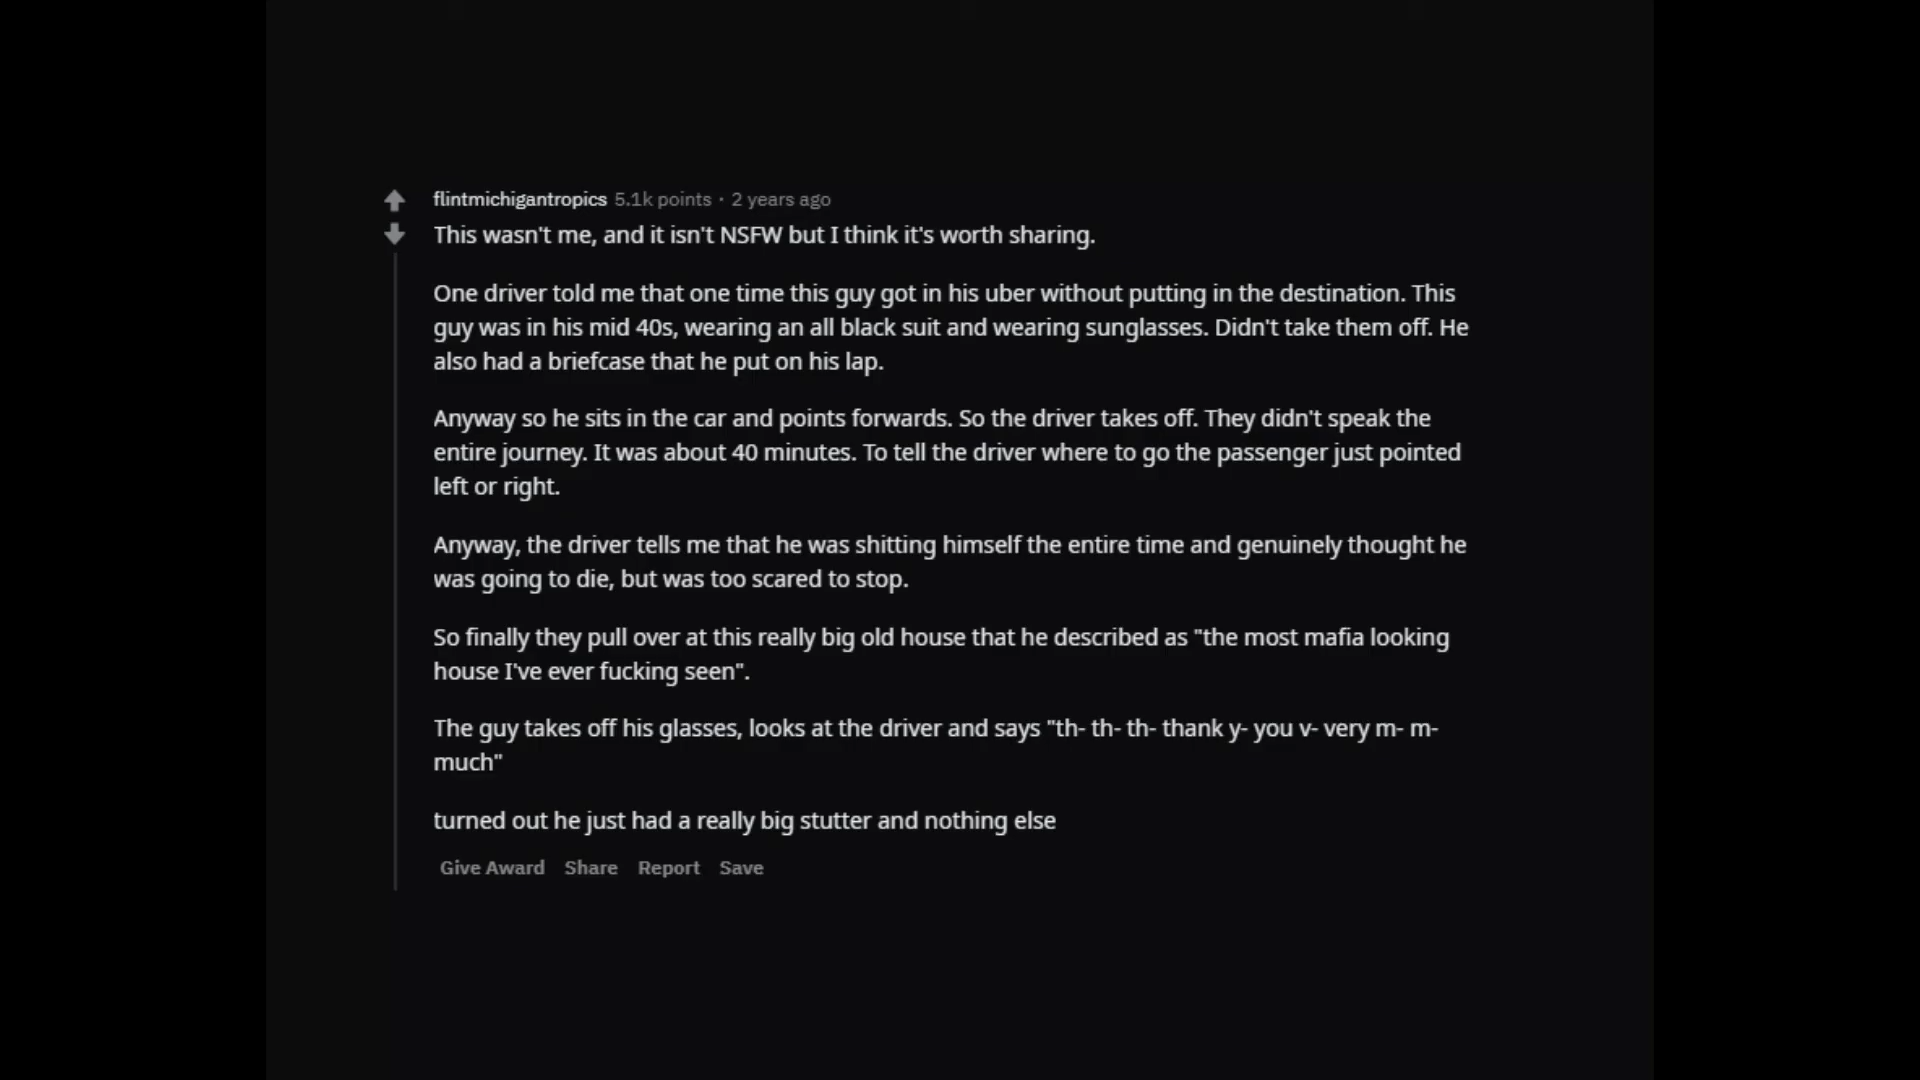 flintmichigantropics 5.1k points · 2 years ago
This wasn't me, and it isn't NSFW but I think it's worth sharing.
One driver told me that one time this guy got in his uber without putting in the destination. This
guy was in his mid 40s, wearing an all black suit and wearing sunglasses. Didn't take them off. He
also had a briefcase that he put on his lap.
Anyway so he sits in the car and points forwards. So the driver takes off. They didn't speak the
entire journey. It was about 40 minutes. To tell the driver where to go the passenger just pointed
left or right.
Anyway, the driver tells me that he was shitting himself the entire time and genuinely thought he
was going to die, but was too scared to stop.
So finally they pull over at this really big old house that he described as "the most mafia looking
house I've ever fucking seen".
The guy takes off his glasses, looks at the driver and says "th- th- th- thank y- you v- very m- m-
much"
turned out he just had a really big stutter and nothing else
Give Award Share Report Save